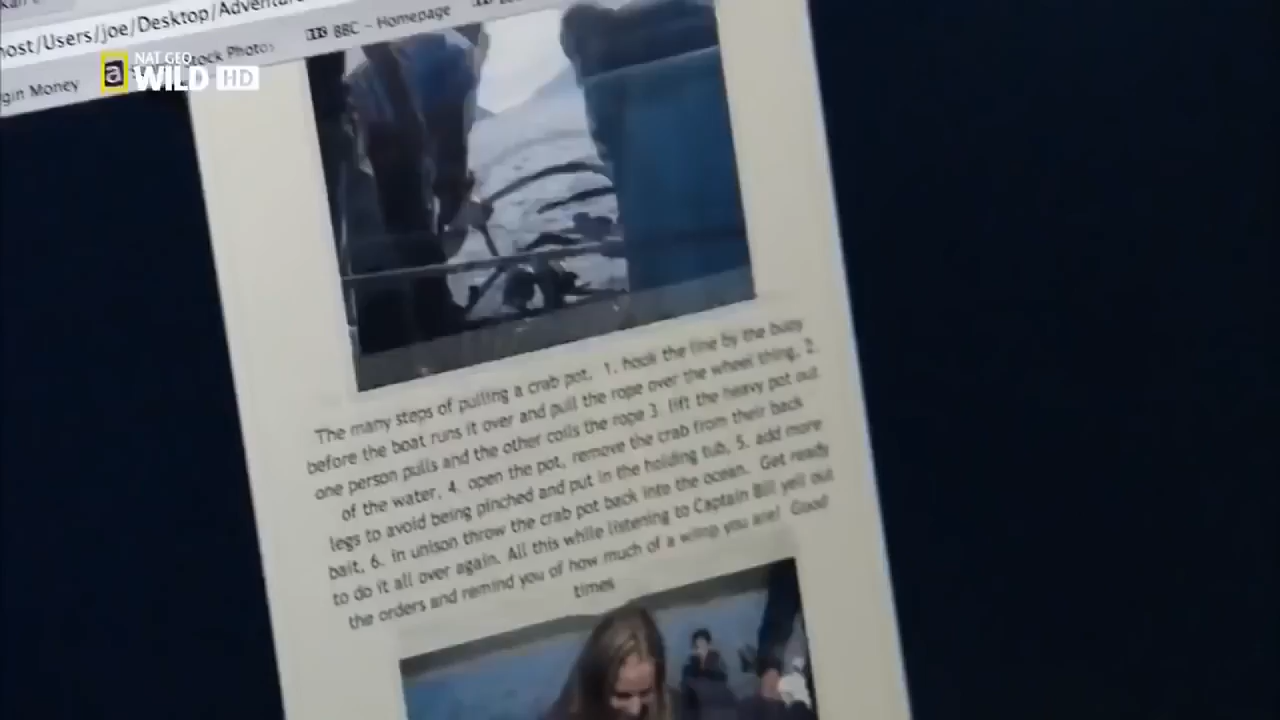 ost/Users/joe/Desktop/Adventur
BBC - Homepage
gin Money
tock Photos
a
NAT GEO
WILD HD
The many steps of pulling a crab pot. 1. hook the line by the buoy
before the boat runs it over and pull the rope over the wheel thing, 2.
one person pulls and the other coils the rope 3. lift the heavy pot out
of the water, 4. open the pot, remove the crab from their back
legs to avoid being pinched and put in the holding tub, 5. add more
bait, 6. in unison throw the crab pot back into the ocean. Get ready
to do it all over again. All this while listening to Captain Bill yell out
the orders and remind you of how much of a wimp you are! Good
times